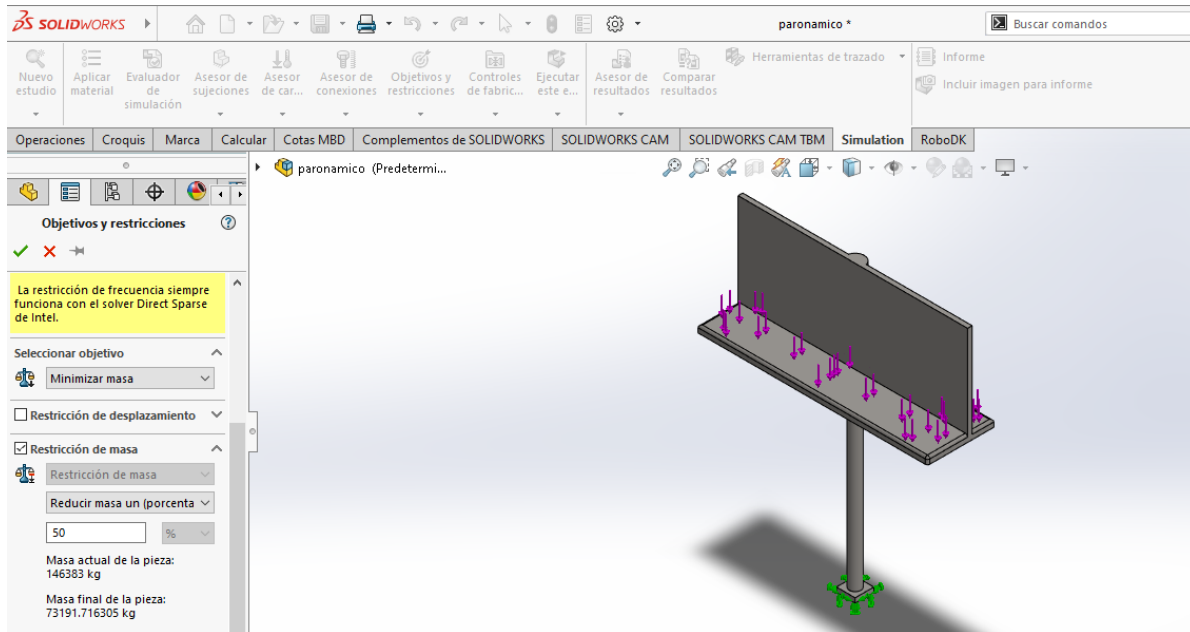 SOLIDWORKS
paronamico *
Buscar comandos
Nuevo estudio
Aplicar material
Evaluador de simulación
Asesor de sujeciones
Asesor de car...
Asesor de conexiones
Objetivos y restricciones
Controles de fabric...
Ejecutar este e...
Asesor de resultados
Comparar resultados
Herramientas de trazado
Informe
Incluir imagen para informe
Operaciones
Croquis
Marca
Calcular
Cotas MBD
Complementos de SOLIDWORKS
SOLIDWORKS CAM
SOLIDWORKS CAM TBM
Simulation
RoboDK
paronamico (Predetermi...
Objetivos y restricciones
La restricción de frecuencia siempre
funciona con el solver Direct Sparse
de Intel.
Seleccionar objetivo
Minimizar masa
Restricción de desplazamiento
Restricción de masa
Restricción de masa
Reducir masa un (porcenta
50
%
Masa actual de la pieza:
146383 kg
Masa final de la pieza:
73191.716305 kg